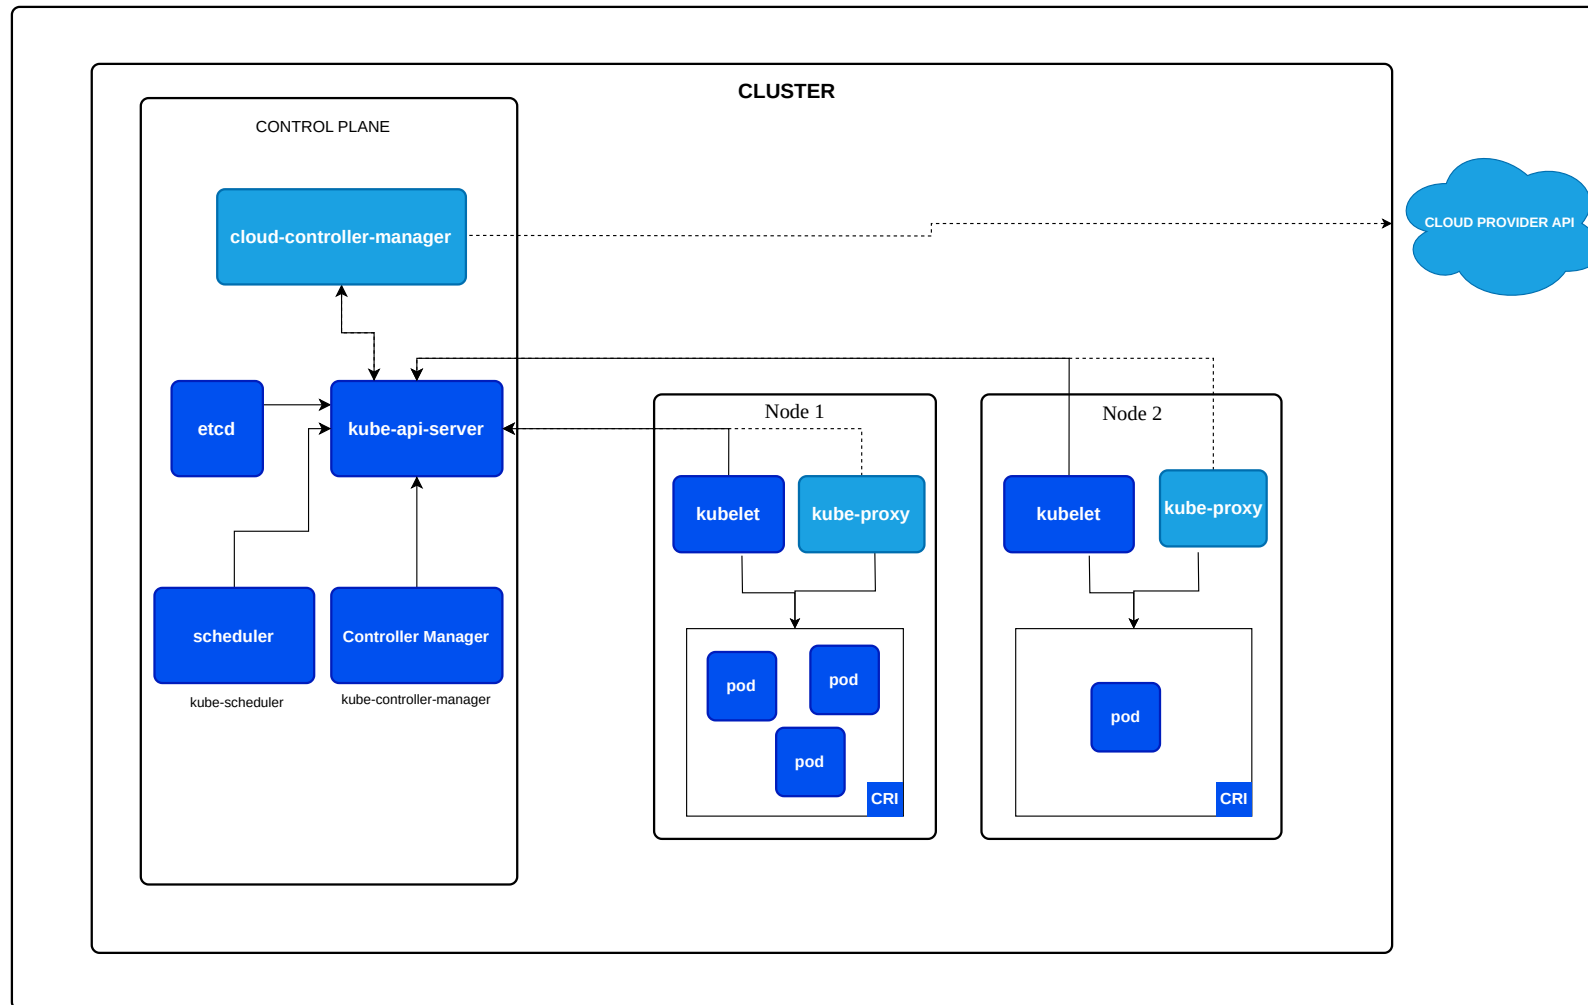 CLUSTER
CONTROL PLANE
cloud-controller-manager
CLOUD PROVIDER API
etcd
kube-api-server
scheduler
kube-scheduler
Controller Manager
kube-controller-manager
Node 1
kubelet
kube-proxy
pod
pod
pod
CRI
Node 2
kubelet
kube-proxy
pod
CRI